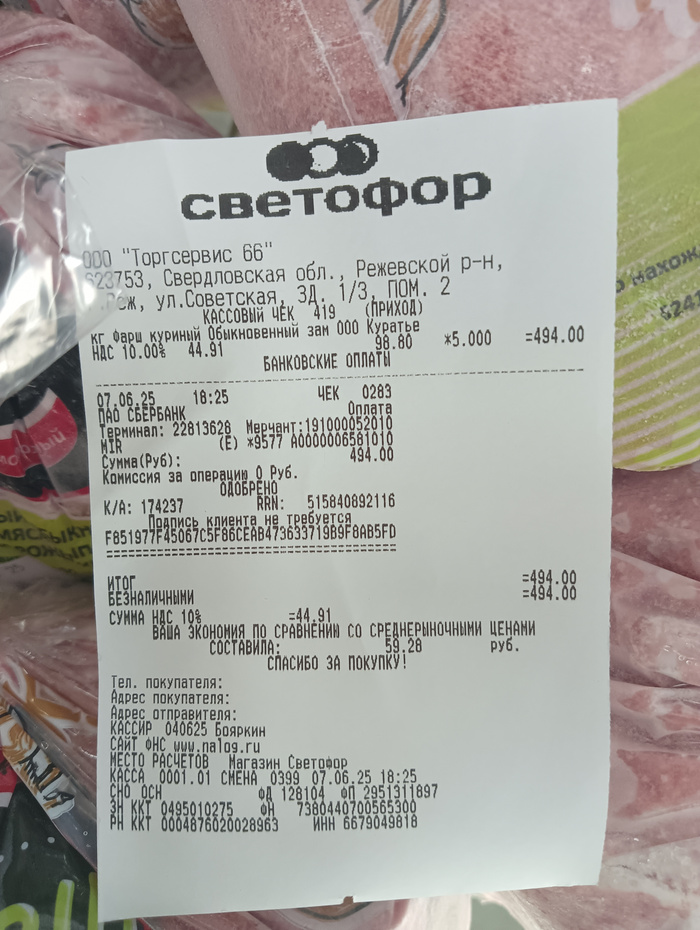 светофор
ООО "Торгсервис 66"
623753, Свердловская обл., Режевской р-н,
ул.Советская, ЗД. 1/3, ПОМ. 2
КАССОВЫЙ ЧЕК 419 (ПРИХОД)
кг Фарш куриный Обыкновенный зам ООО Куратье
98.80 *5.000 =494.00
НДС 10.00% 44.91
БАНКОВСКИЕ ОПЛАТЫ
07.06.25 18:25 ЧЕК 0283
ПАО СБЕРБАНК Оплата
Терминал: 22813628 Мерчант:191000052010
MIR (E) *9577 A0000006581010
Сумма(Руб): 494.00
Комиссия за операцию 0 Руб.
ОДОБРЕНО
К/А: 174237 RRN: 515840892116
Подпись клиента не требуется
F851977F45067C5F86CEAB473633719B9F8AB5FD
================================
ИТОГ =494.00
БЕЗНАЛИЧНЫМИ =494.00
СУММА НДС 10% =44.91
ВАША ЭКОНОМИЯ ПО СРАВНЕНИЮ СО СРЕДНЕРЫНОЧНЫМИ ЦЕНАМИ
СОСТАВИЛА: 59.28 руб.
СПАСИБО ЗА ПОКУПКУ!
Тел. покупателя:
Адрес покупателя:
Адрес отправителя:
КАССИР 040625 Бояркин
САЙТ ФНС www.nalog.ru
МЕСТО РАСЧЕТОВ Магазин Светофор
КАССА 0001.01 СМЕНА 0399 07.06.25 18:25
СНО ОСН ФД 128104 ФП 2951311897
ЗН ККТ 0495010275 ФН 7380440700565300
РН ККТ 0004876020028963 ИНН 6679049818